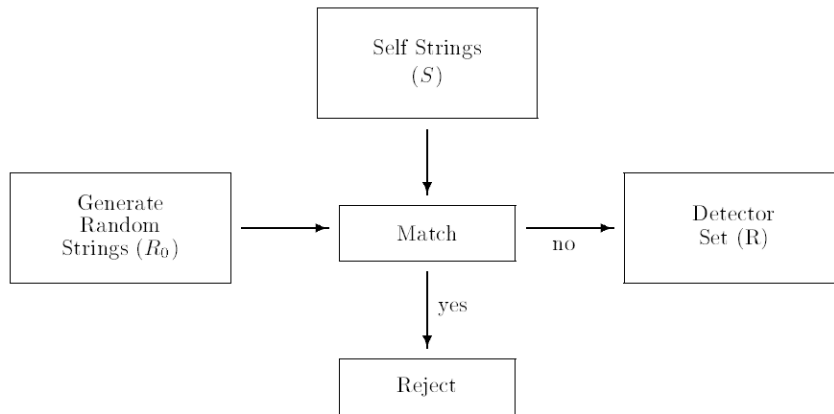 Self Strings
(S)
Generate
Random
Strings (R₀)
Match
no
Detector
Set (R)
yes
Reject